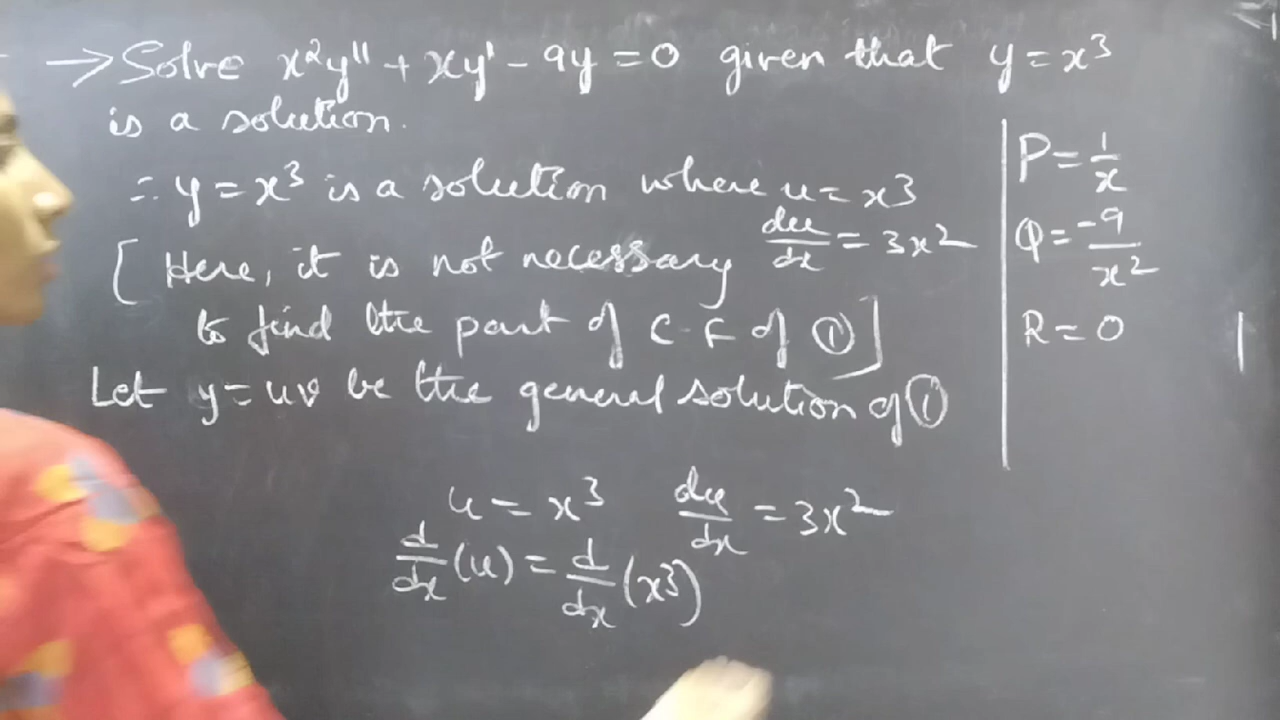 → Solve x²y'' + xy' - 9y = 0 given that y = x³
is a solution.
∴ y = x³ is a solution where u = x³
du/dx = 3x²
[ Here, it is not necessary
to find the part of C.F of ① ]
Let y = uv be the general solution of ①
u = x³ du/dx = 3x²
d/dx (u) = d/dx (x³)
P = 1/x
Q = -9/x²
R = 0